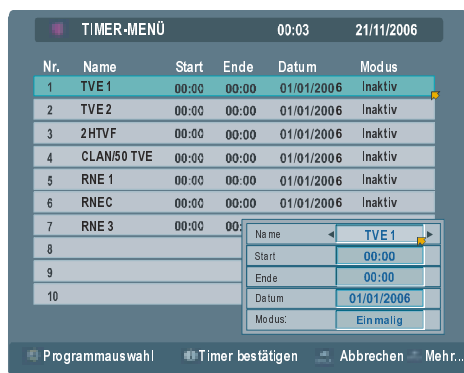 TIMER-MENÜ 00:03 21/11/2006
Nr. Name Start Ende Datum Modus
1 TVE 1 00:00 00:00 01/01/2006 Inaktiv
2 TVE 2 00:00 00:00 01/01/2006 Inaktiv
3 2HTVF 00:00 00:00 01/01/2006 Inaktiv
4 CLAN/50 TVE 00:00 00:00 01/01/2006 Inaktiv
5 RNE 1 00:00 00:00 01/01/2006 Inaktiv
6 RNEC 00:00 00:00 01/01/2006 Inaktiv
7 RNE 3 00:00 00:
8
9
10
Name TVE 1
Start 00:00
Ende 00:00
Datum 01/01/2006
Modus: Einmalig
Programmauswahl Timer bestätigen Abbrechen Mehr...